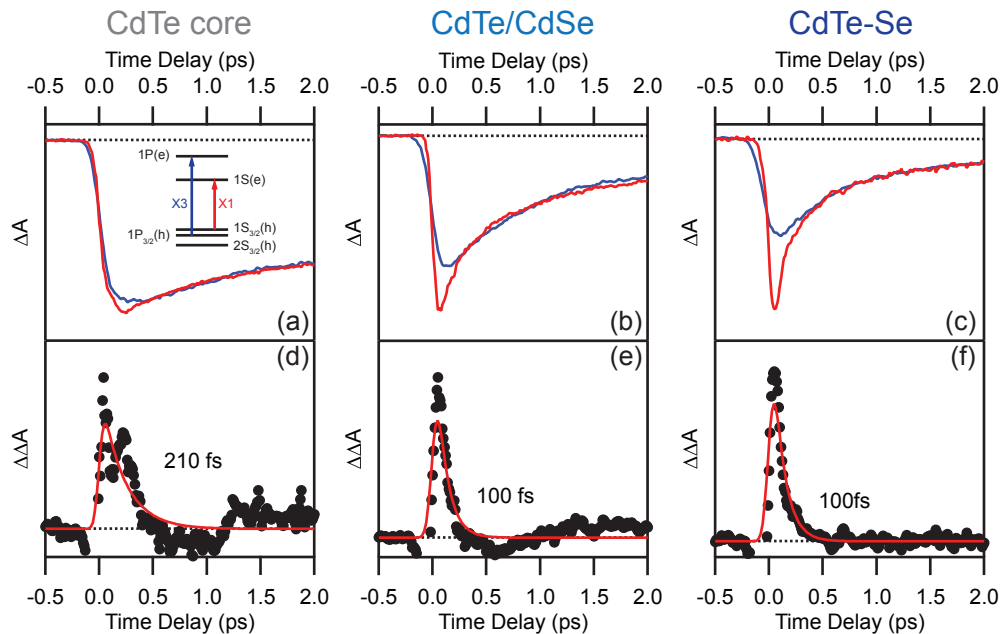 CdTe core
CdTe/CdSe
CdTe-Se
Time Delay (ps)
Time Delay (ps)
Time Delay (ps)
-0.5 0.0 0.5 1.0 1.5 2.0
-0.5 0.0 0.5 1.0 1.5 2.0
-0.5 0.0 0.5 1.0 1.5 2.0
ΔA
1P(e)
1S(e)
X3
X1
1S3/2(h)
1P3/2(h)
2S3/2(h)
(a)
ΔA
(b)
ΔA
(c)
ΔΔA
(d)
210 fs
ΔΔA
(e)
100 fs
ΔΔA
(f)
100fs
-0.5 0.0 0.5 1.0 1.5 2.0
-0.5 0.0 0.5 1.0 1.5 2.0
-0.5 0.0 0.5 1.0 1.5 2.0
Time Delay (ps)
Time Delay (ps)
Time Delay (ps)